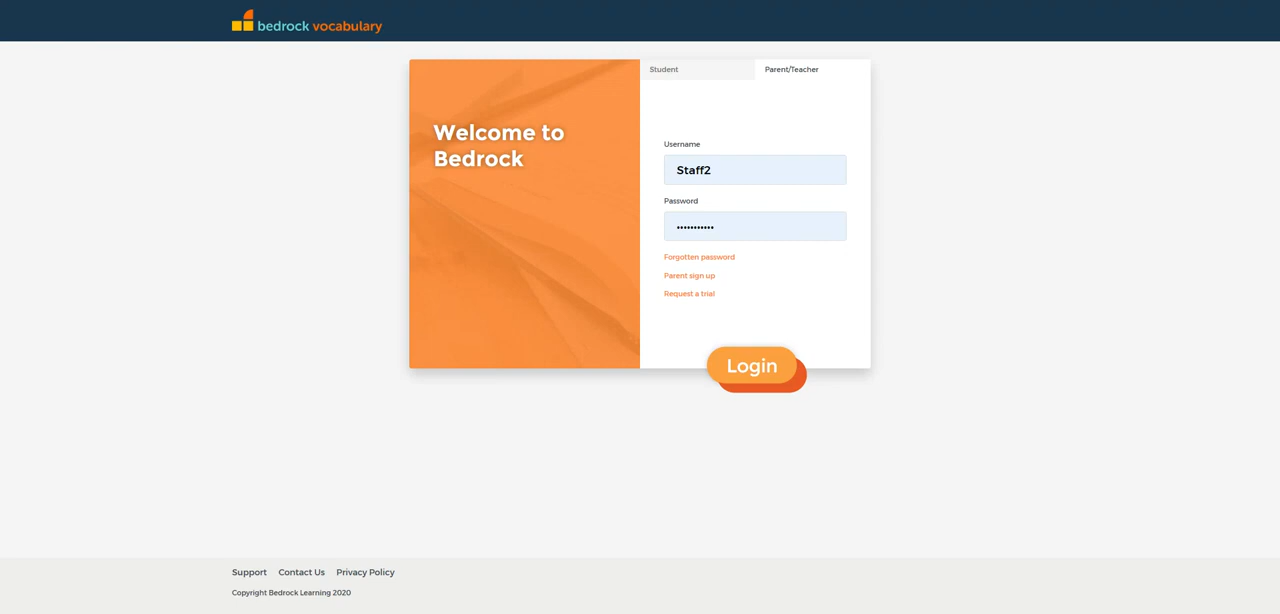 bedrock vocabulary
Student
Parent/Teacher
Welcome to
Bedrock
Username
Staff2
Password
•••••••••••
Forgotten password
Parent sign up
Request a trial
Login
Support
Contact Us
Privacy Policy
Copyright Bedrock Learning 2020